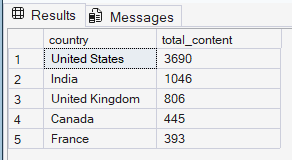 Results Messages
country total_content
1 United States 3690
2 India 1046
3 United Kingdom 806
4 Canada 445
5 France 393